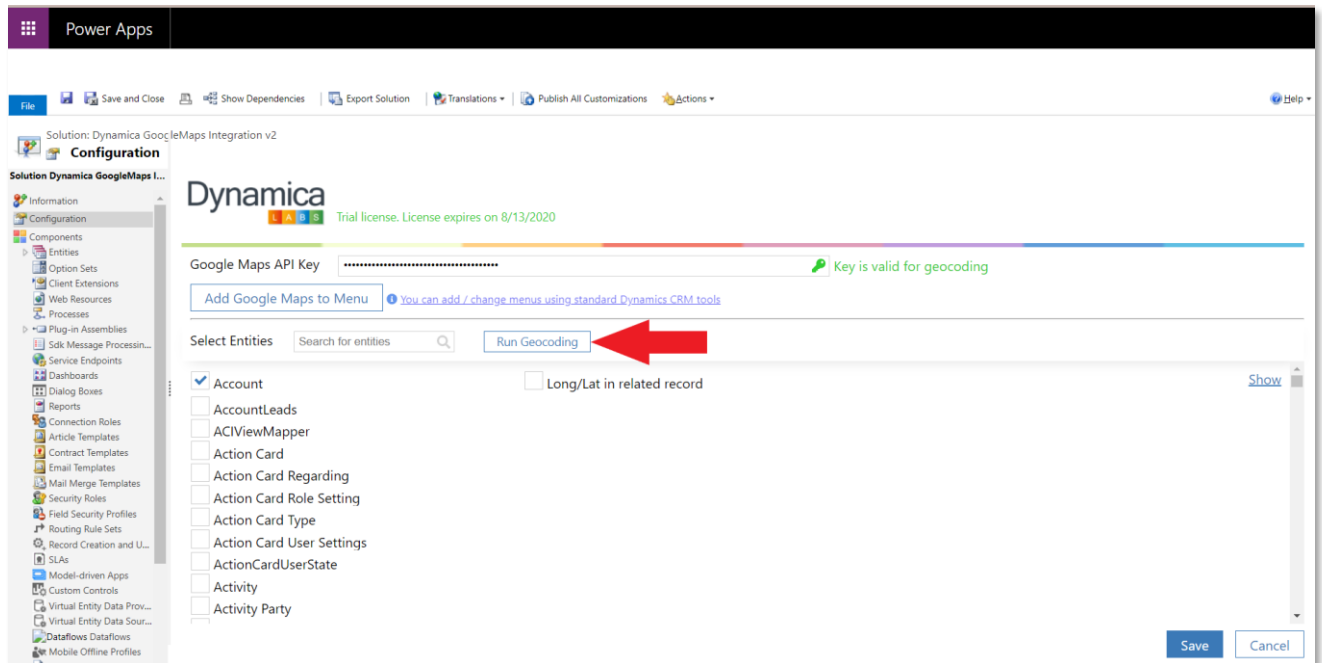 Power Apps
File
Save and Close
Show Dependencies
Export Solution
Translations
Publish All Customizations
Actions
Help
Solution: Dynamica GoogleMaps Integration v2
Configuration
Solution Dynamica GoogleMaps I...
Information
Configuration
Components
Entities
Option Sets
Client Extensions
Web Resources
Processes
Plug-in Assemblies
Sdk Message Processin...
Service Endpoints
Dashboards
Dialog Boxes
Reports
Connection Roles
Article Templates
Contract Templates
Email Templates
Mail Merge Templates
Security Roles
Field Security Profiles
Routing Rule Sets
Record Creation and U...
SLAs
Model-driven Apps
Custom Controls
Virtual Entity Data Prov...
Virtual Entity Data Sour...
Dataflows Dataflows
Mobile Offline Profiles
Dynamica
LABS
Trial license. License expires on 8/13/2020
Google Maps API Key
Key is valid for geocoding
Add Google Maps to Menu
You can add / change menus using standard Dynamics CRM tools
Select Entities
Search for entities
Run Geocoding
Account
Long/Lat in related record
Show
AccountLeads
ACIViewMapper
Action Card
Action Card Regarding
Action Card Role Setting
Action Card Type
Action Card User Settings
ActionCardUserState
Activity
Activity Party
Save
Cancel